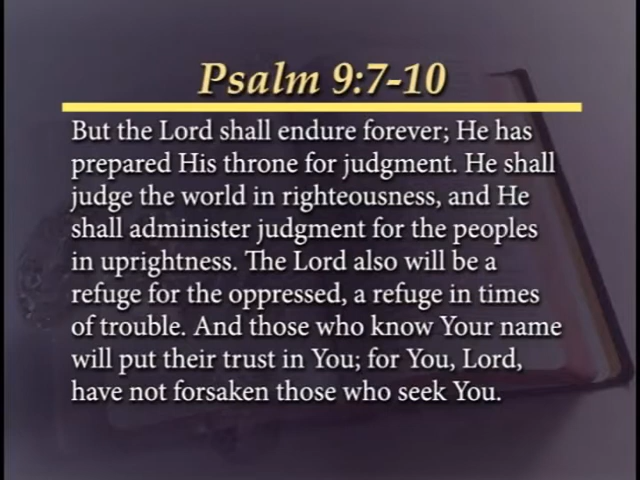 Psalm 9:7-10
But the Lord shall endure forever; He has
prepared His throne for judgment. He shall
judge the world in righteousness, and He
shall administer judgment for the peoples
in uprightness. The Lord also will be a
refuge for the oppressed, a refuge in times
of trouble. And those who know Your name
will put their trust in You; for You, Lord,
have not forsaken those who seek You.